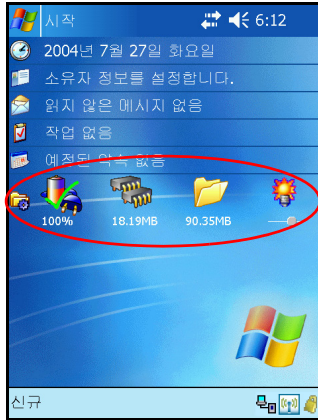 시작 6:12
2004년 7월 27일 화요일
소유자 정보를 설정합니다.
읽지 않은 메시지 없음
작업 없음
예정된 약속 없음
100% 18.19MB 90.35MB
신규